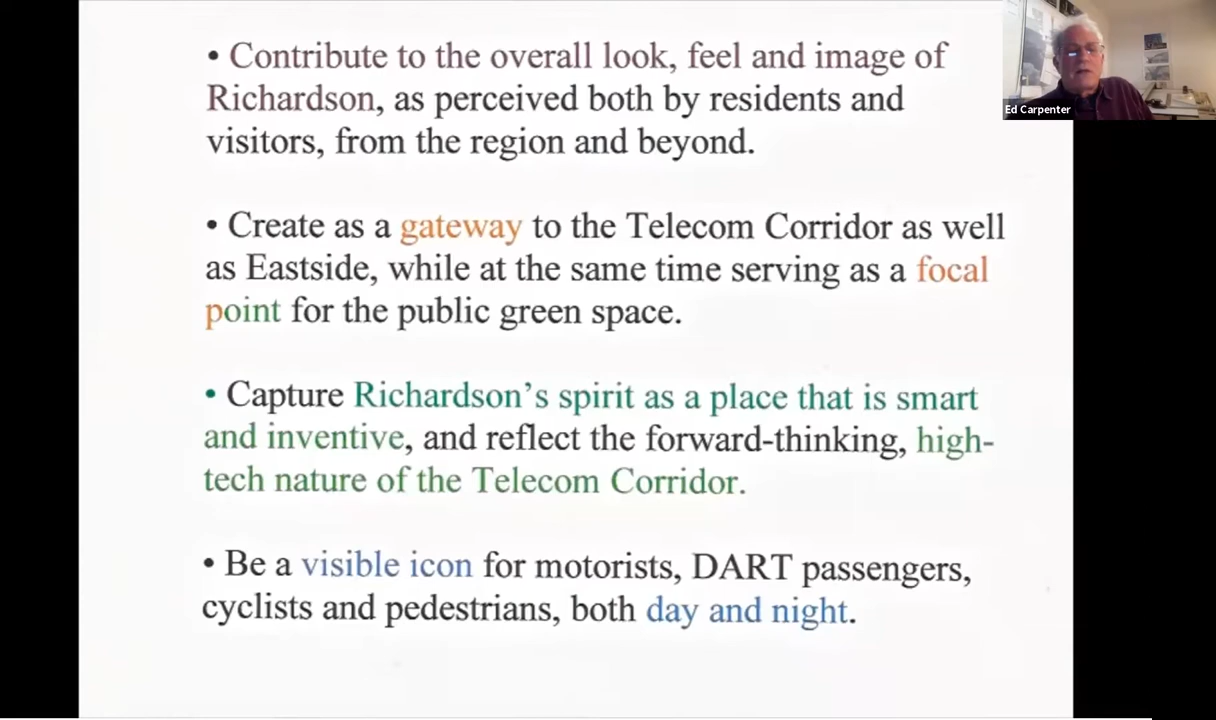 • Contribute to the overall look, feel and image of
Richardson, as perceived both by residents and
visitors, from the region and beyond.
• Create as a gateway to the Telecom Corridor as well
as Eastside, while at the same time serving as a focal
point for the public green space.
• Capture Richardson’s spirit as a place that is smart
and inventive, and reflect the forward-thinking, high-
tech nature of the Telecom Corridor.
• Be a visible icon for motorists, DART passengers,
cyclists and pedestrians, both day and night.
Ed Carpenter